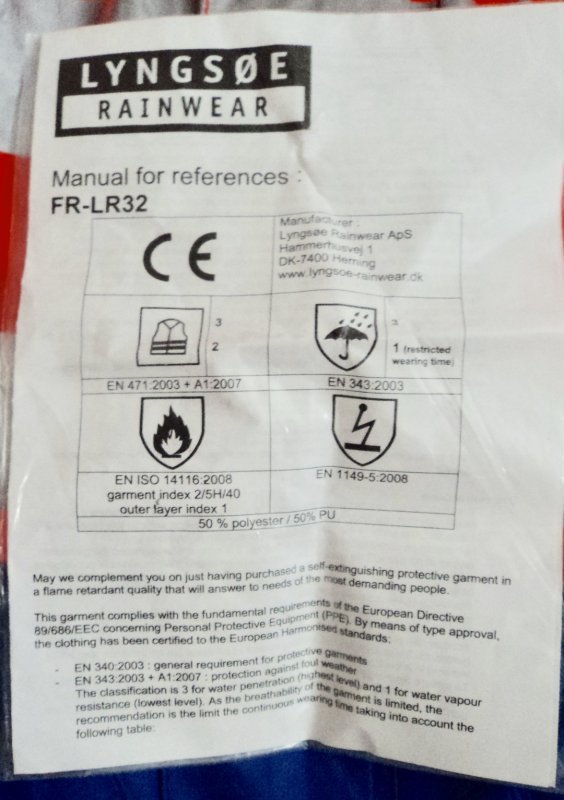 LYNGSØE
RAINWEAR
Manual for references :
FR-LR32
CE
Manufacturer :
Lyngsøe Rainwear ApS
Hammerhusvej 1
DK-7400 Herning
www.lyngsoe-rainwear.dk
3
2
EN 471:2003 + A1:2007
3
1 (restricted
wearing time)
EN 343:2003
EN ISO 14116:2008
garment index 2/5H/40
outer layer index 1
EN 1149-5:2008
50 % polyester / 50% PU
May we complement you on just having purchased a self-extinguishing protective garment in
a flame retardant quality that will answer to needs of the most demanding people.
This garment complies with the fundamental requirements of the European Directive
89/686/EEC concerning Personal Protective Equipment (PPE). By means of type approval,
the clothing has been certified to the European Harmonised standards:
- EN 340:2003 : general requirement for protective garments
- EN 343:2003 + A1:2007 : protection against foul weather
The classification is 3 for water penetration (highest level) and 1 for water vapour
resistance (lowest level). As the breathability of the garment is limited, the
recommendation is the limit the continuous wearing time taking into account the
following table: